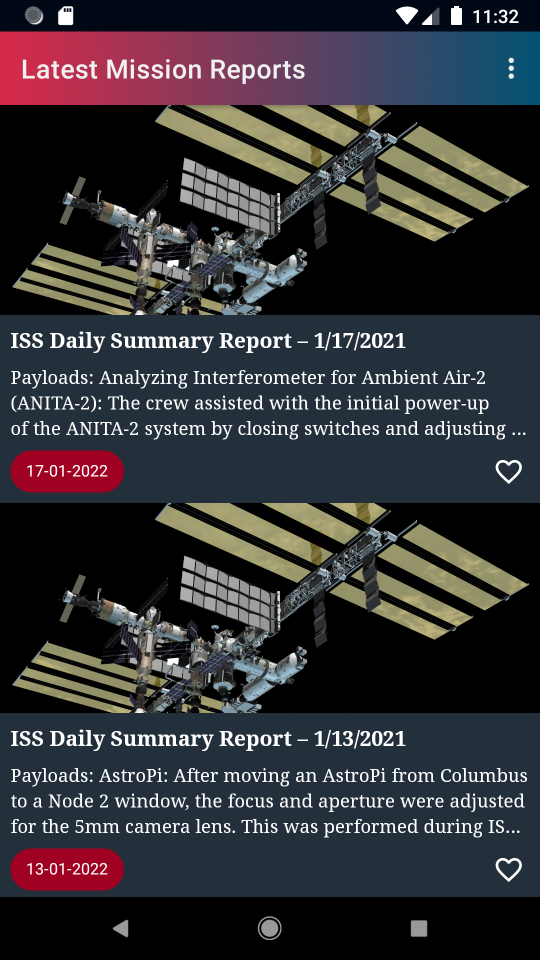 11:32
Latest Mission Reports
ISS Daily Summary Report – 1/17/2021
Payloads: Analyzing Interferometer for Ambient Air-2
(ANITA-2): The crew assisted with the initial power-up
of the ANITA-2 system by closing switches and adjusting ...
17-01-2022
ISS Daily Summary Report – 1/13/2021
Payloads: AstroPi: After moving an AstroPi from Columbus
to a Node 2 window, the focus and aperture were adjusted
for the 5mm camera lens. This was performed during IS...
13-01-2022